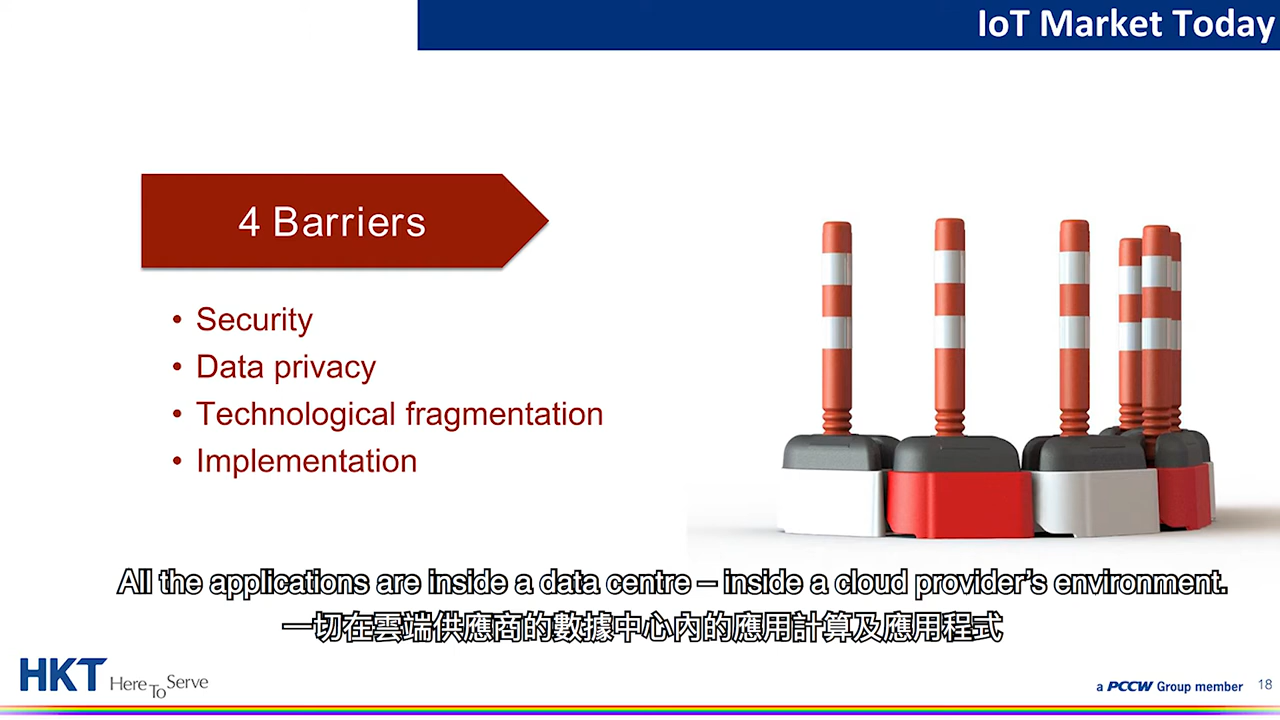 IoT Market Today
4 Barriers
• Security
• Data privacy
• Technological fragmentation
• Implementation
All the applications are inside a data centre – inside a cloud provider's environment.
一切在雲端供應商的數據中心內的應用計算及應用程式
HKT Here To Serve
a PCCW Group member 18